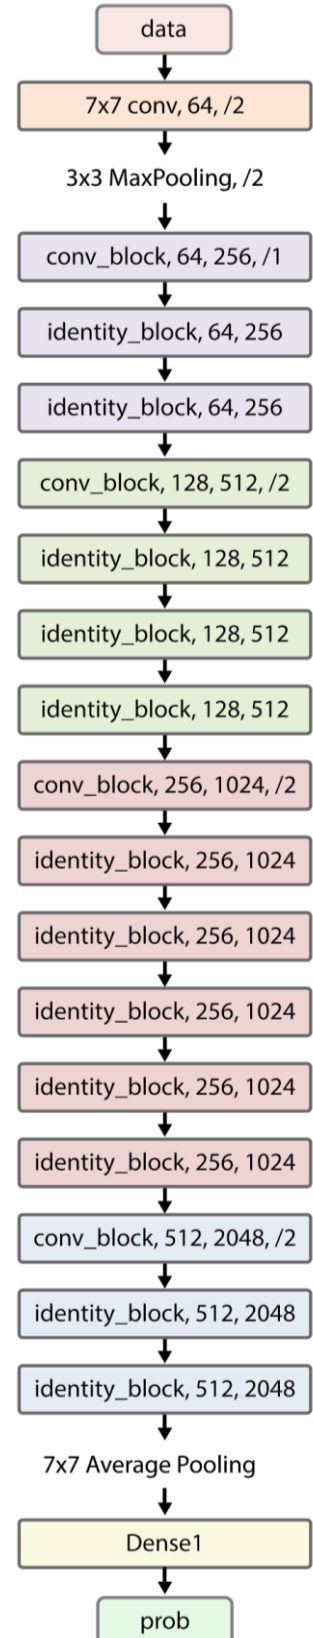 data
7x7 conv, 64, /2
3x3 MaxPooling, /2
conv_block, 64, 256, /1
identity_block, 64, 256
identity_block, 64, 256
conv_block, 128, 512, /2
identity_block, 128, 512
identity_block, 128, 512
identity_block, 128, 512
conv_block, 256, 1024, /2
identity_block, 256, 1024
identity_block, 256, 1024
identity_block, 256, 1024
identity_block, 256, 1024
identity_block, 256, 1024
conv_block, 512, 2048, /2
identity_block, 512, 2048
identity_block, 512, 2048
7x7 Average Pooling
Dense1
prob